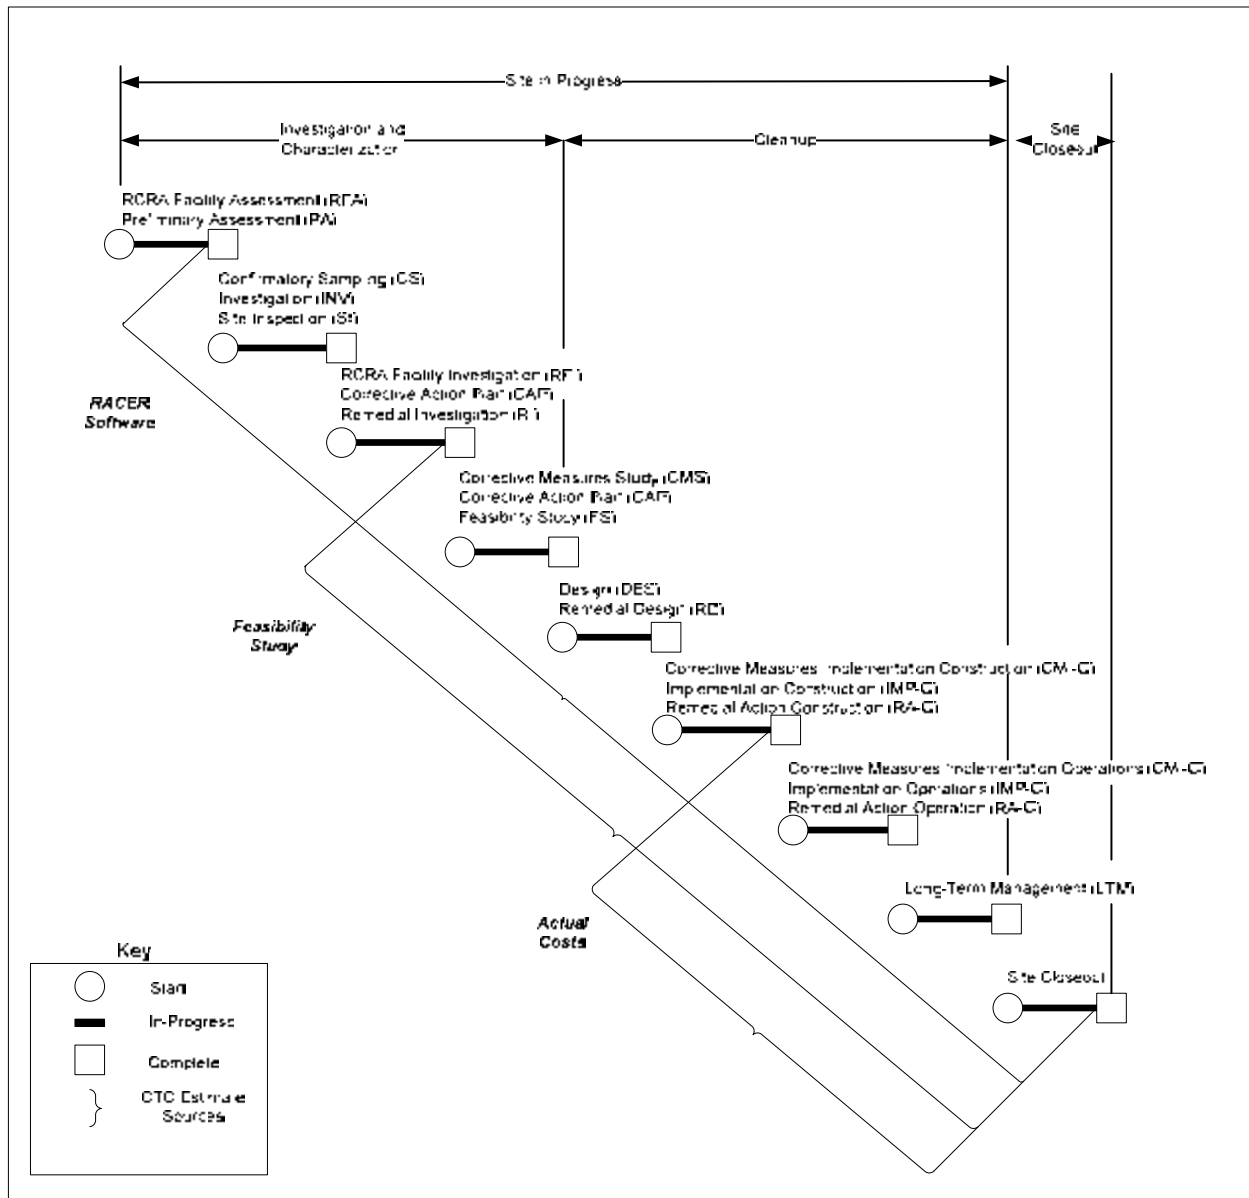 Site in Progress
Investigation and
Characterization
Cleanup
Site
Closeout
RCRA Facility Assessment (RFA)
Preliminary Assessment (PA)
Confirmatory Sampling (CS)
Investigation (INV)
Site Inspection (SI)
RCRA Facility Investigation (RFI)
Corrective Action Plan (CAP)
Remedial Investigation (RI)
RACER
Software
Corrective Measures Study (CMS)
Corrective Action Plan (CAP)
Feasibility Study (FS)
Design (DES)
Remedial Design (RD)
Feasibility
Study
Corrective Measures Implementation Construction (CMI-C)
Implementation Construction (IMP-C)
Remedial Action Construction (RA-C)
Corrective Measures Implementation Operations (CMI-O)
Implementation Operations (IMP-O)
Remedial Action Operation (RA-O)
Long-Term Management (LTM)
Actual
Costs
Site Closeout
Key
Start
In-Progress
Complete
CTC Estimate
Sources